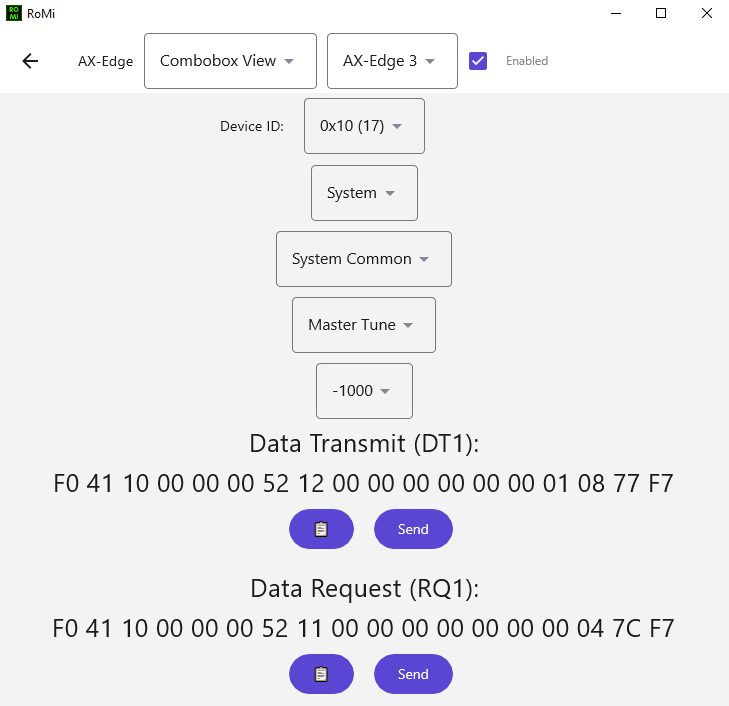 RO
MI
RoMi
AX-Edge Combobox View AX-Edge 3 Enabled
Device ID: 0x10 (17)
System
System Common
Master Tune
-1000
Data Transmit (DT1):
F0 41 10 00 00 00 52 12 00 00 00 00 00 00 01 08 77 F7
Send
Data Request (RQ1):
F0 41 10 00 00 00 52 11 00 00 00 00 00 00 00 04 7C F7
Send